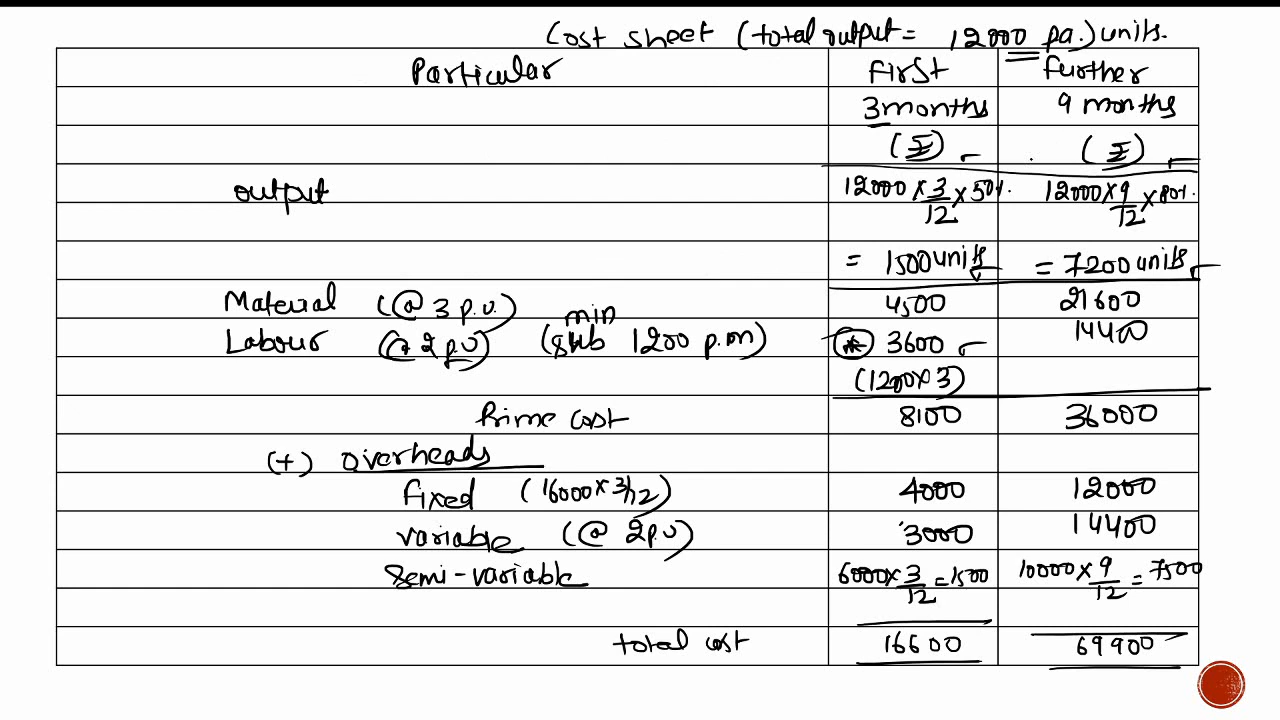 Cost sheet (total output = 12000 pa.) units.
Particular First Further
3 months 9 months
(₹) (₹)
output 12000 × 3/12 × 50%. 12000 × 9/12 × 80%.
= 1500 units = 7200 units
Material (@ 3 p.u.) 4500 21600
Labour (@ 2 p.u) (sub min 1200 p.m) * 3600 14400
(1200×3)
Prime cost 8100 36000
(+) overheads
fixed (16000 × 3/12) 4000 12000
variable (@ 2p.u) 3000 14400
Semi-variable 6000 × 3/12 = 1500 10000 × 9/12 = 7500
total cost 16600 69900